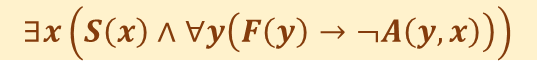 ∃x(S(x) ∧ ∀y(F(y) → ¬A(y, x)))